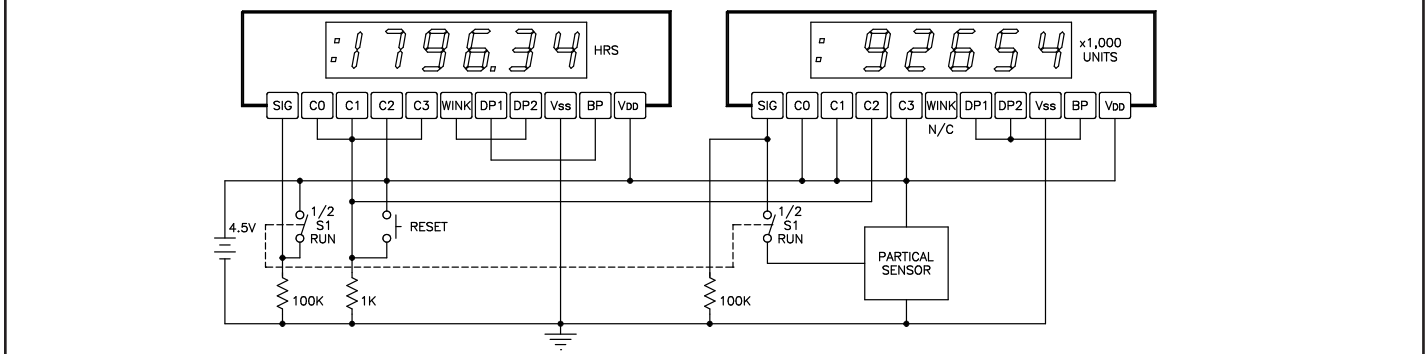 :1796.34 HRS
SIG C0 C1 C2 C3 WINK DP1 DP2 Vss BP VDD
: 92654 x1,000
UNITS
SIG C0 C1 C2 C3 WINK DP1 DP2 Vss BP VDD
N/C
4.5V
1/2
S1
RUN
RESET
100K
1K
1/2
S1
RUN
100K
PARTICAL
SENSOR